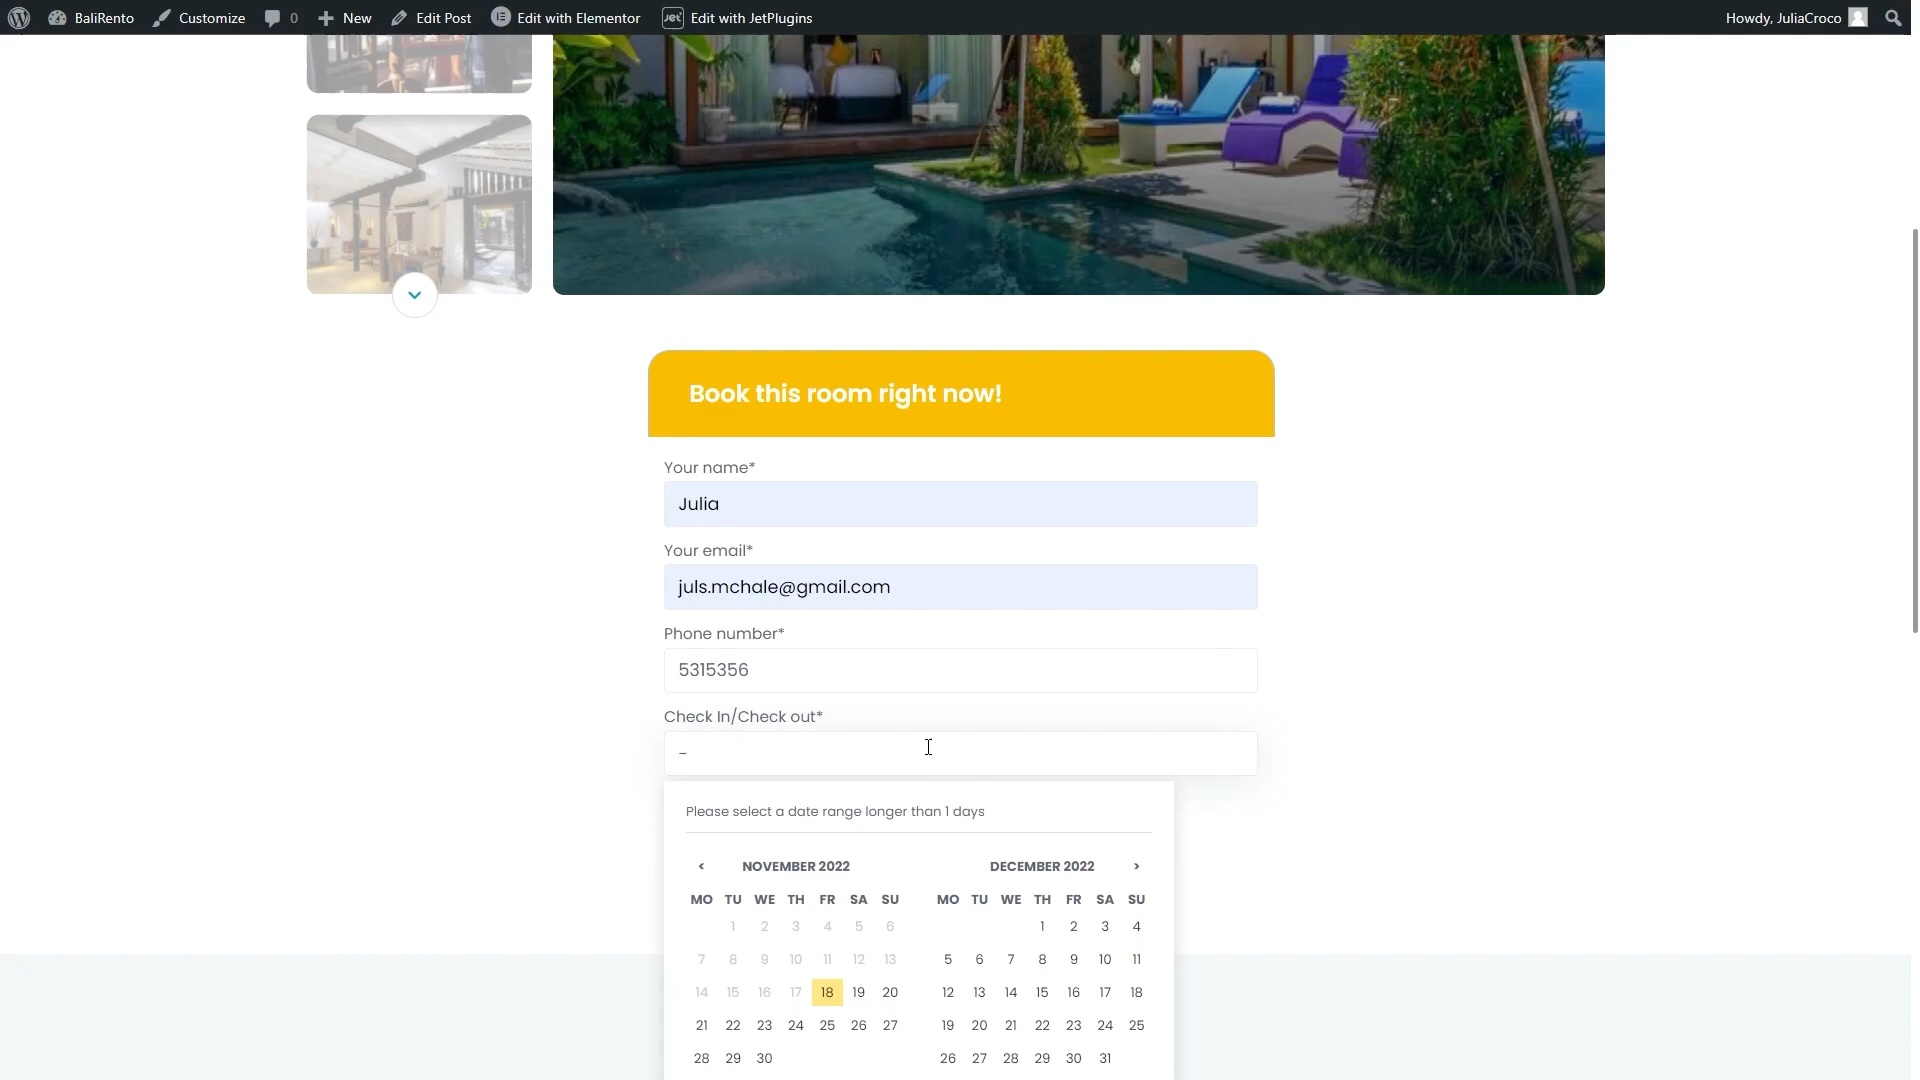 BaliRento Customize 0 New Edit Post Edit with Elementor Jet Edit with JetPlugins Howdy, JuliaCroco
Book this room right now!
Your name*
Julia
Your email*
juls.mchale@gmail.com
Phone number*
5315356
Check In/Check out*
–
Please select a date range longer than 1 days
< NOVEMBER 2022
MO TU WE TH FR SA SU
1 2 3 4 5 6
7 8 9 10 11 12 13
14 15 16 17 18 19 20
21 22 23 24 25 26 27
28 29 30
DECEMBER 2022 >
MO TU WE TH FR SA SU
1 2 3 4
5 6 7 8 9 10 11
12 13 14 15 16 17 18
19 20 21 22 23 24 25
26 27 28 29 30 31